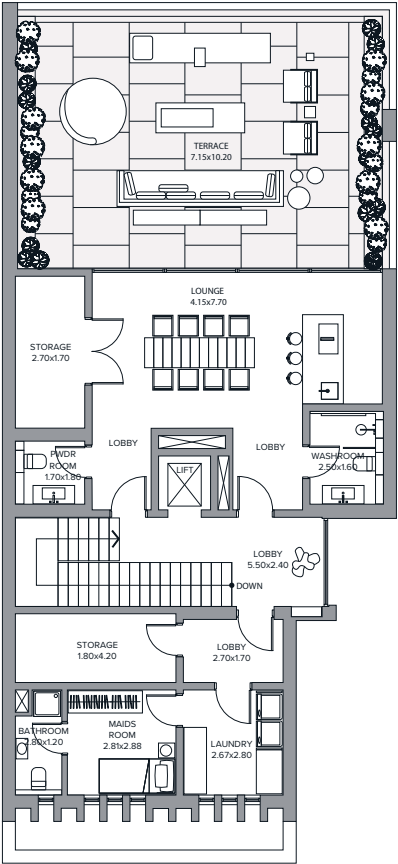 TERRACE
7.15x10.20
LOUNGE
4.15x7.70
STORAGE
2.70x1.70
LOBBY
LOBBY
PWDR
ROOM
1.70x1.80
LIFT
WASHROOM
2.50x1.60
LOBBY
5.50x2.40
DOWN
STORAGE
1.80x4.20
LOBBY
2.70x1.70
BATHROOM
2.80x1.20
MAIDS
ROOM
2.81x2.88
LAUNDRY
2.67x2.80